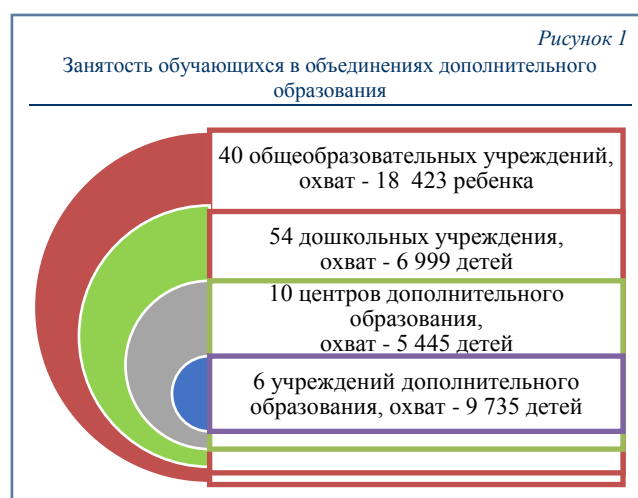 Рисунок 1
Занятость обучающихся в объединениях дополнительного
образования
40 общеобразовательных учреждений,
охват - 18 423 ребенка
54 дошкольных учреждения,
охват - 6 999 детей
10 центров дополнительного
образования,
охват - 5 445 детей
6 учреждений дополнительного
образования, охват - 9 735 детей